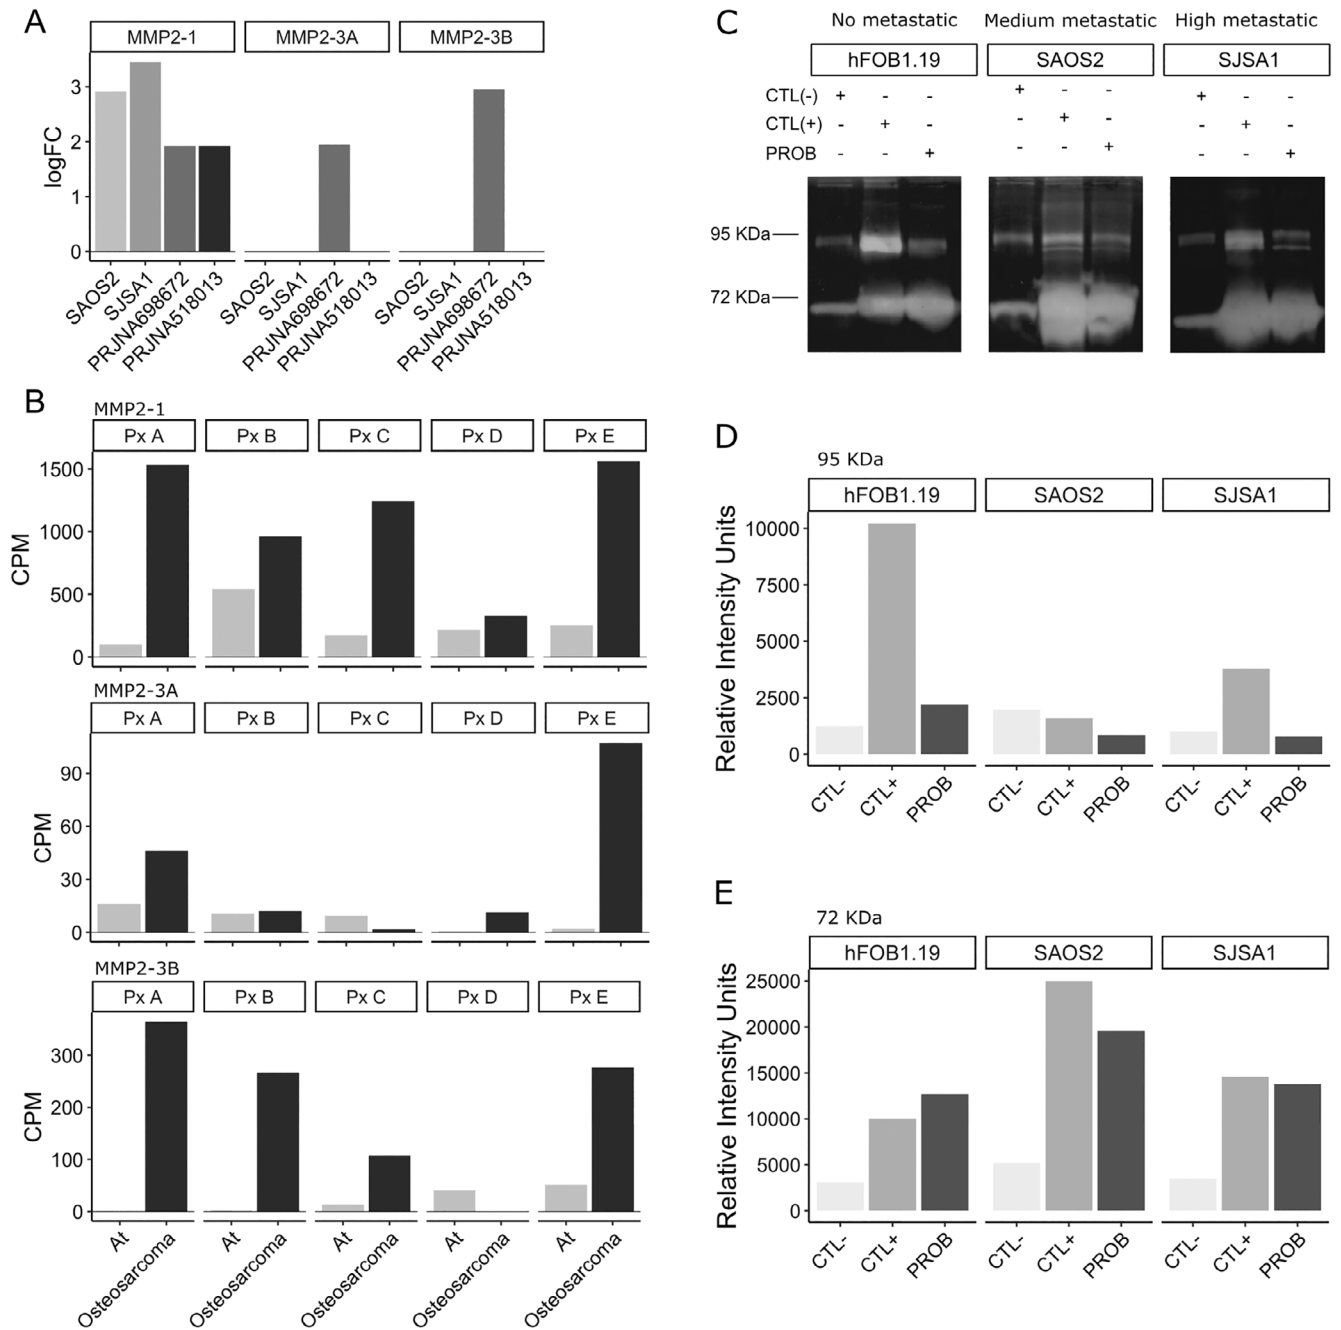 A
MMP2-1 MMP2-3A MMP2-3B
logFC
3
2
1
0
SAOS2 SJSA1 PRJNA698672 PRJNA518013 SAOS2 SJSA1 PRJNA698672 PRJNA518013 SAOS2 SJSA1 PRJNA698672 PRJNA518013
B
MMP2-1
Px A Px B Px C Px D Px E
CPM
1500
1000
500
0
MMP2-3A
Px A Px B Px C Px D Px E
CPM
90
60
30
0
MMP2-3B
Px A Px B Px C Px D Px E
CPM
300
200
100
0
At Osteosarcoma At Osteosarcoma At Osteosarcoma At Osteosarcoma At Osteosarcoma
C
No metastatic Medium metastatic High metastatic
hFOB1.19 SAOS2 SJSA1
CTL(-) + - - + - - + - -
CTL(+) - + - - + - - + -
PROB - - + - - + - - +
95 KDa
72 KDa
D
95 KDa
hFOB1.19 SAOS2 SJSA1
Relative Intensity Units
10000
7500
5000
2500
0
CTL- CTL+ PROB CTL- CTL+ PROB CTL- CTL+ PROB
E
72 KDa
hFOB1.19 SAOS2 SJSA1
Relative Intensity Units
25000
20000
15000
10000
5000
0
CTL- CTL+ PROB CTL- CTL+ PROB CTL- CTL+ PROB